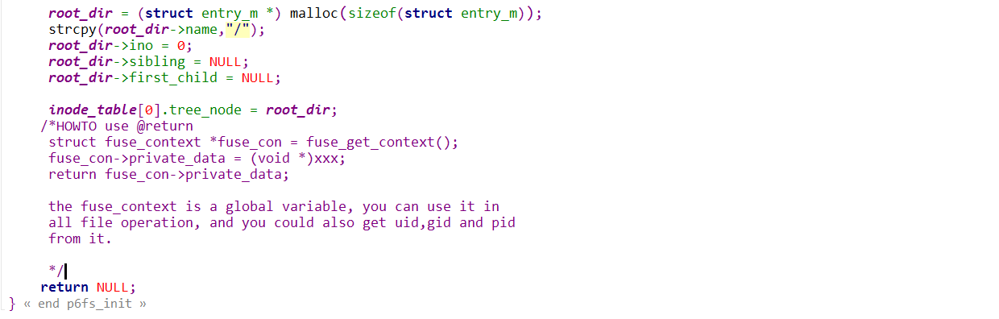 root_dir = (struct entry_m *) malloc(sizeof(struct entry_m));
strcpy(root_dir->name,"/");
root_dir->ino = 0;
root_dir->sibling = NULL;
root_dir->first_child = NULL;
inode_table[0].tree_node = root_dir;
/*HOWTO use @return
struct fuse_context *fuse_con = fuse_get_context();
fuse_con->private_data = (void *)xxx;
return fuse_con->private_data;
the fuse_context is a global variable, you can use it in
all file operation, and you could also get uid,gid and pid
from it.
*/
return NULL;
} « end p6fs_init »